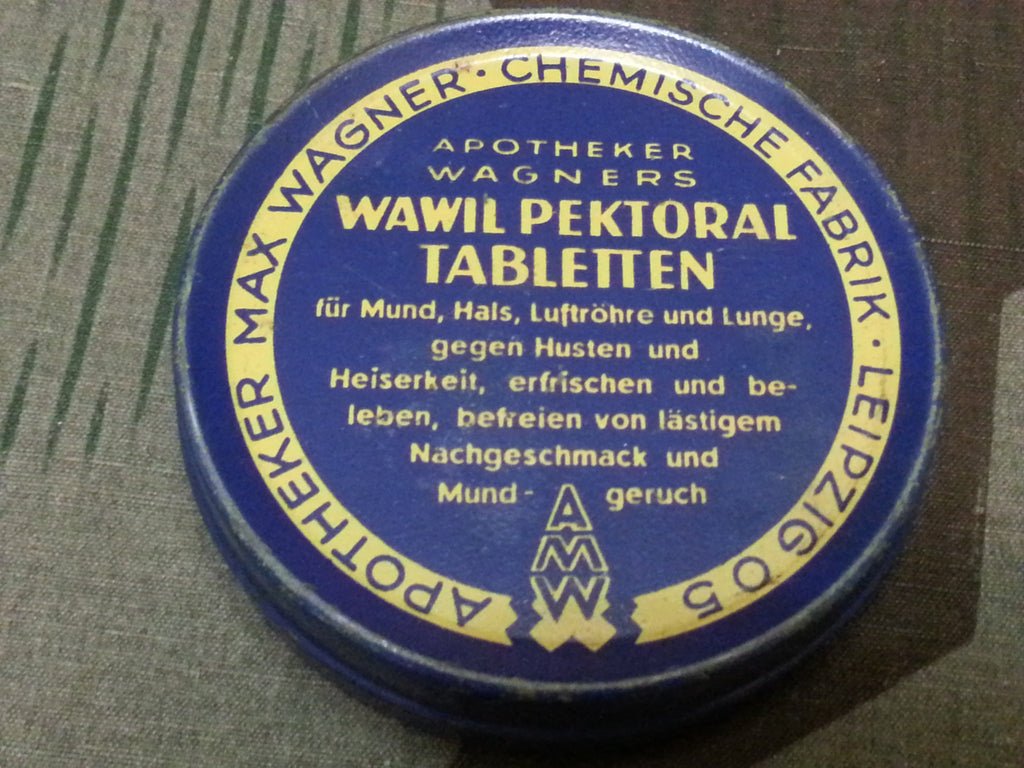 APOTHEKER MAX WAGNER · CHEMISCHE FABRIK · LEIPZIG O 5
APOTHEKER
WAGNERS
WAWIL PEKTORAL
TABLETTEN
für Mund, Hals, Luftröhre und Lunge,
gegen Husten und
Heiserkeit, erfrischen und be-
leben, befreien von lästigem
Nachgeschmack und
Mund- geruch
A
M
W